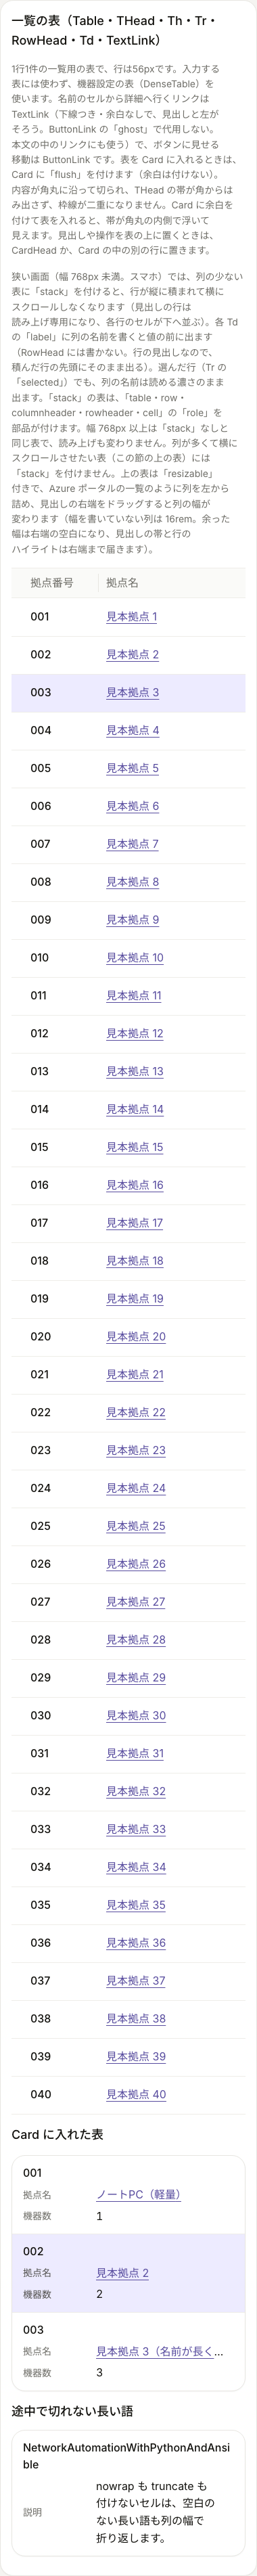 一覧の表（Table・THead・Th・Tr・
RowHead・Td・TextLink）
1行1件の一覧用の表で、行は56pxです。入力する
表には使わず、機器設定の表（DenseTable）を
使います。名前のセルから詳細へ行くリンクは
TextLink（下線つき・余白なしで、見出しと左が
そろう。ButtonLink の「ghost」で代用しない。
本文の中のリンクにも使う）で、ボタンに見せる
移動は ButtonLink です。表を Card に入れるときは、
Card に「flush」を付けます（余白は付けない）。
内容が角丸に沿って切られ、THead の帯が角からは
み出さず、枠線が二重になりません。Card に余白を
付けて表を入れると、帯が角丸の内側で浮いて
見えます。見出しや操作を表の上に置くときは、
CardHead か、Card の中の別の行に置きます。
狭い画面（幅 768px 未満。スマホ）では、列の少ない
表に「stack」を付けると、行が縦に積まれて横に
スクロールしなくなります（見出しの行は
読み上げ専用になり、各行のセルが下へ並ぶ）。各 Td
の「label」に列の名前を書くと値の前に出ます
（RowHead には書かない。行の見出しなので、
積んだ行の先頭にそのまま出る）。選んだ行（Tr の
「selected」）でも、列の名前は読める濃さのまま
出ます。「stack」の表は、「table・row・
columnheader・rowheader・cell」の「role」を
部品が付けます。幅 768px 以上は「stack」なしと
同じ表で、読み上げも変わりません。列が多くて横に
スクロールさせたい表（この節の上の表）には
「stack」を付けません。上の表は「resizable」
付きで、Azure ポータルの一覧のように列を左から
詰め、見出しの右端をドラッグすると列の幅が
変わります（幅を書いていない列は 16rem。余った
幅は右端の空白になり、見出しの帯と行の
ハイライトは右端まで届きます）。
拠点番号 拠点名
001 見本拠点 1
002 見本拠点 2
003 見本拠点 3
004 見本拠点 4
005 見本拠点 5
006 見本拠点 6
007 見本拠点 7
008 見本拠点 8
009 見本拠点 9
010 見本拠点 10
011 見本拠点 11
012 見本拠点 12
013 見本拠点 13
014 見本拠点 14
015 見本拠点 15
016 見本拠点 16
017 見本拠点 17
018 見本拠点 18
019 見本拠点 19
020 見本拠点 20
021 見本拠点 21
022 見本拠点 22
023 見本拠点 23
024 見本拠点 24
025 見本拠点 25
026 見本拠点 26
027 見本拠点 27
028 見本拠点 28
029 見本拠点 29
030 見本拠点 30
031 見本拠点 31
032 見本拠点 32
033 見本拠点 33
034 見本拠点 34
035 見本拠点 35
036 見本拠点 36
037 見本拠点 37
038 見本拠点 38
039 見本拠点 39
040 見本拠点 40
Card に入れた表
001
拠点名 ノートPC（軽量）
機器数 1
002
拠点名 見本拠点 2
機器数 2
003
拠点名 見本拠点 3（名前が長く…
機器数 3
途中で切れない長い語
NetworkAutomationWithPythonAndAnsi
ble
説明 nowrap も truncate も
付けないセルは、空白の
ない長い語も列の幅で
折り返します。